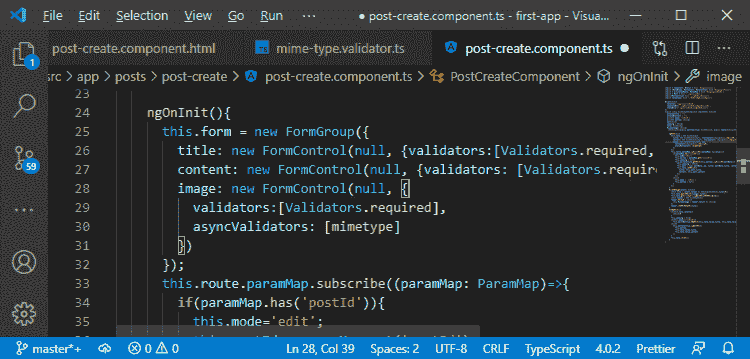 File Edit Selection View Go Run ... ● post-create.component.ts - first-app - Visua...
post-create.component.html mime-type.validator.ts post-create.component.ts ●
src > app > posts > post-create > post-create.component.ts > PostCreateComponent > ngOnInit > image
1
59
23
24 ngOnInit(){
25 this.form = new FormGroup({
26 title: new FormControl(null, {validators:[Validators.required,
27 content: new FormControl(null, {validators: [Validators.require
28 image: new FormControl(null, {
29 validators:[Validators.required],
30 asyncValidators: [mimetype]
31 })
32 });
33 this.route.paramMap.subscribe((paramMap: ParamMap)=>{
34 if(paramMap.has('postId')){
35 this.mode='edit';
master*+ 0 0 Ln 28, Col 39 Spaces: 2 UTF-8 CRLF TypeScript 4.0.2 Prettier